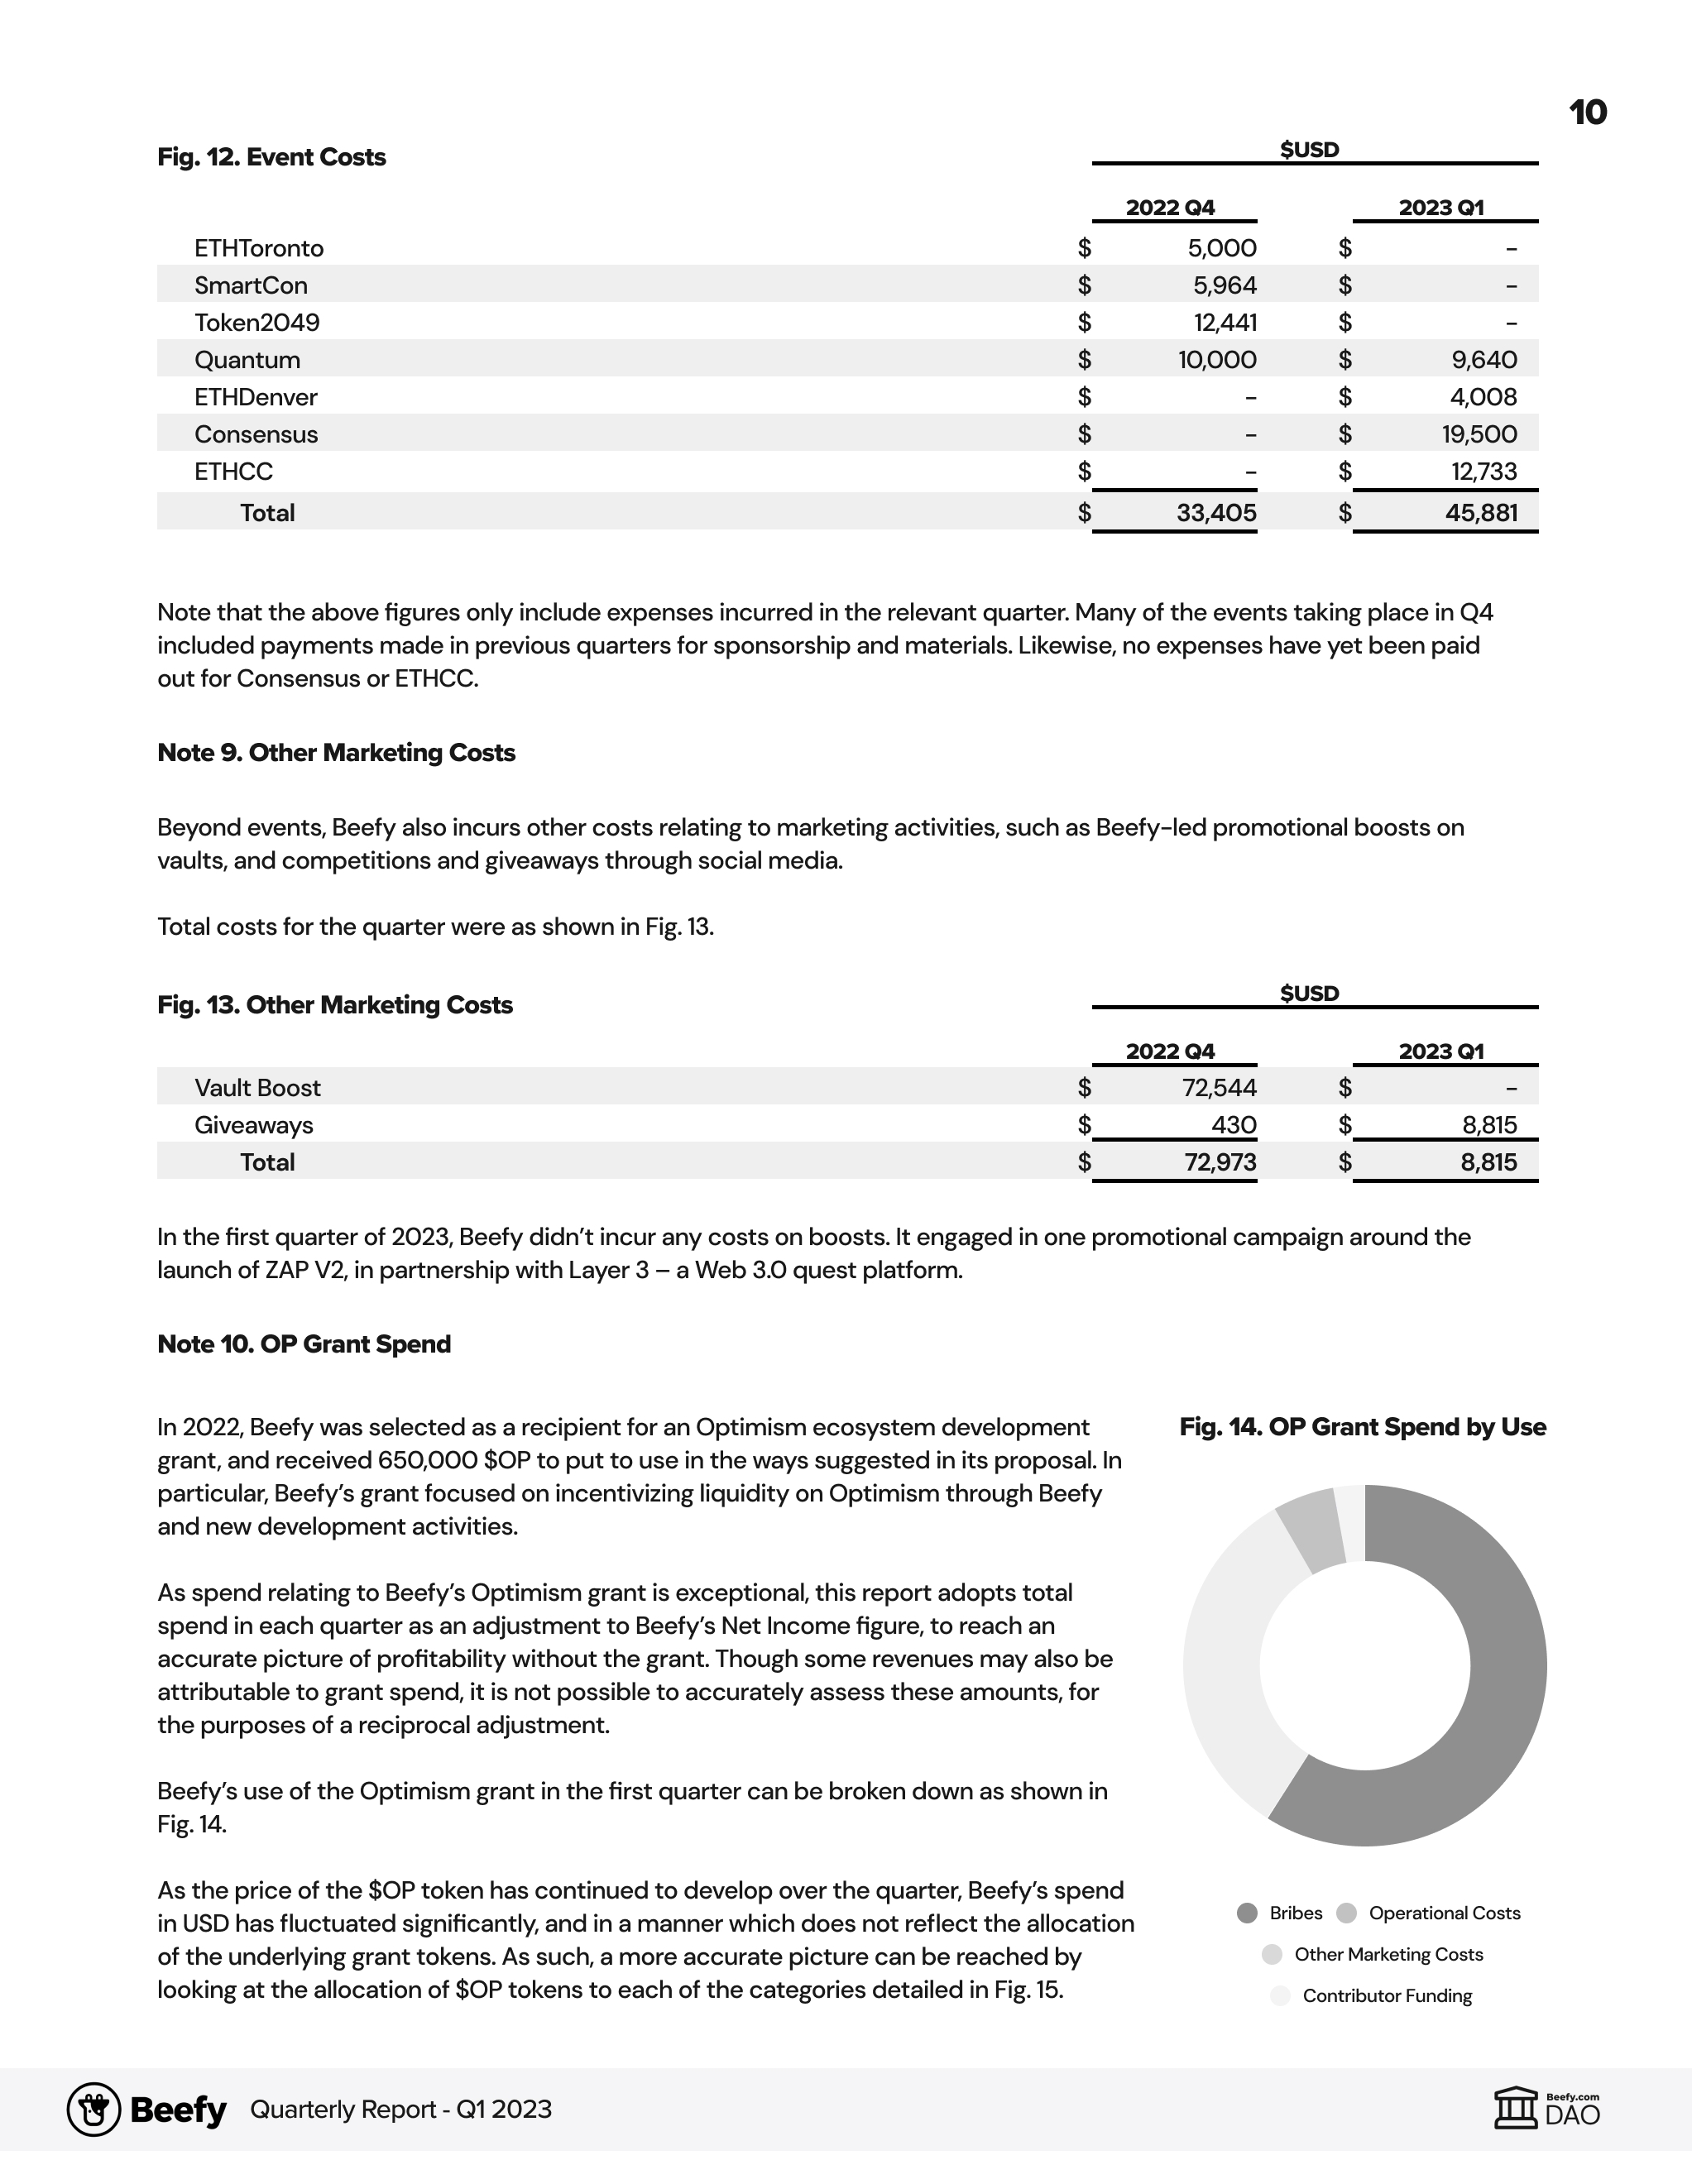 10
Fig. 12. Event Costs
$USD
2022 Q4 2023 Q1
ETHToronto $ 5,000 $ –
SmartCon $ 5,964 $ –
Token2049 $ 12,441 $ –
Quantum $ 10,000 $ 9,640
ETHDenver $ – $ 4,008
Consensus $ – $ 19,500
ETHCC $ – $ 12,733
Total $ 33,405 $ 45,881
Note that the above figures only include expenses incurred in the relevant quarter. Many of the events taking place in Q4
included payments made in previous quarters for sponsorship and materials. Likewise, no expenses have yet been paid
out for Consensus or ETHCC.
Note 9. Other Marketing Costs
Beyond events, Beefy also incurs other costs relating to marketing activities, such as Beefy-led promotional boosts on
vaults, and competitions and giveaways through social media.
Total costs for the quarter were as shown in Fig. 13.
Fig. 13. Other Marketing Costs
$USD
2022 Q4 2023 Q1
Vault Boost $ 72,544 $ –
Giveaways $ 430 $ 8,815
Total $ 72,973 $ 8,815
In the first quarter of 2023, Beefy didn’t incur any costs on boosts. It engaged in one promotional campaign around the
launch of ZAP V2, in partnership with Layer 3 – a Web 3.0 quest platform.
Note 10. OP Grant Spend
In 2022, Beefy was selected as a recipient for an Optimism ecosystem development
grant, and received 650,000 $OP to put to use in the ways suggested in its proposal. In
particular, Beefy’s grant focused on incentivizing liquidity on Optimism through Beefy
and new development activities.
As spend relating to Beefy’s Optimism grant is exceptional, this report adopts total
spend in each quarter as an adjustment to Beefy’s Net Income figure, to reach an
accurate picture of profitability without the grant. Though some revenues may also be
attributable to grant spend, it is not possible to accurately assess these amounts, for
the purposes of a reciprocal adjustment.
Beefy’s use of the Optimism grant in the first quarter can be broken down as shown in
Fig. 14.
As the price of the $OP token has continued to develop over the quarter, Beefy’s spend
in USD has fluctuated significantly, and in a manner which does not reflect the allocation
of the underlying grant tokens. As such, a more accurate picture can be reached by
looking at the allocation of $OP tokens to each of the categories detailed in Fig. 15.
Fig. 14. OP Grant Spend by Use
Bribes Operational Costs
Other Marketing Costs
Contributor Funding
Beefy Quarterly Report - Q1 2023
Beefy.com
DAO